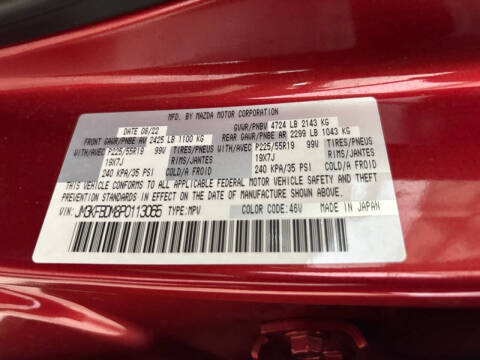 MFD. BY MAZDA MOTOR CORPORATION
DATE 08/22 GVWR/PNBV 4724 LB 2143 KG
FRONT GAWR/PNBE AV 2425 LB 1100 KG REAR GAWR/PNBE AR 2299 LB 1043 KG
WITH/AVEC P225/55R19 99V TIRES/PNEUS WITH/AVEC P225/55R19 99V TIRES/PNEUS
19X7J RIMS/JANTES 19X7J RIMS/JANTES
240 KPA/35 PSI COLD/A FROID 240 KPA/35 PSI COLD/A FROID
THIS VEHICLE CONFORMS TO ALL APPLICABLE FEDERAL MOTOR VEHICLE SAFETY AND THEFT
PREVENTION STANDARDS IN EFFECT ON THE DATE OF MANUFACTURE SHOWN ABOVE.
VIN: JM3KFBDM8P0113065 TYPE: MPV COLOR: 46V MADE IN JAPAN